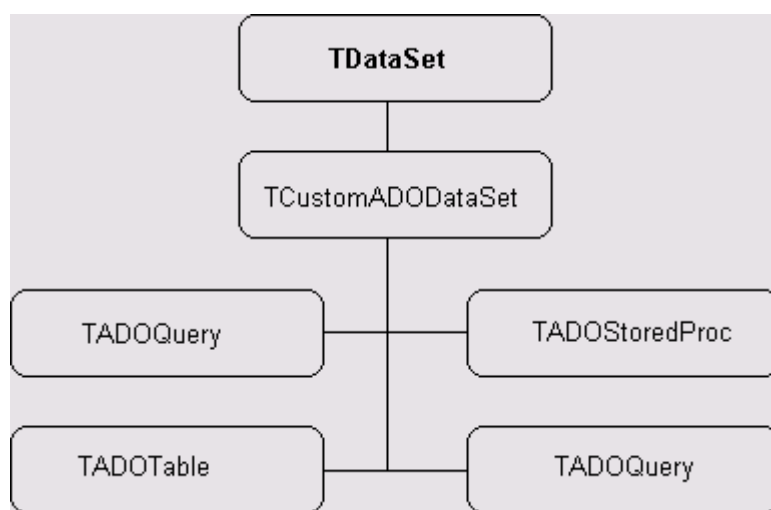 TDataSet
TCustomADODataSet
TADOQuery
TADOStoredProc
TADOTable
TADOQuery